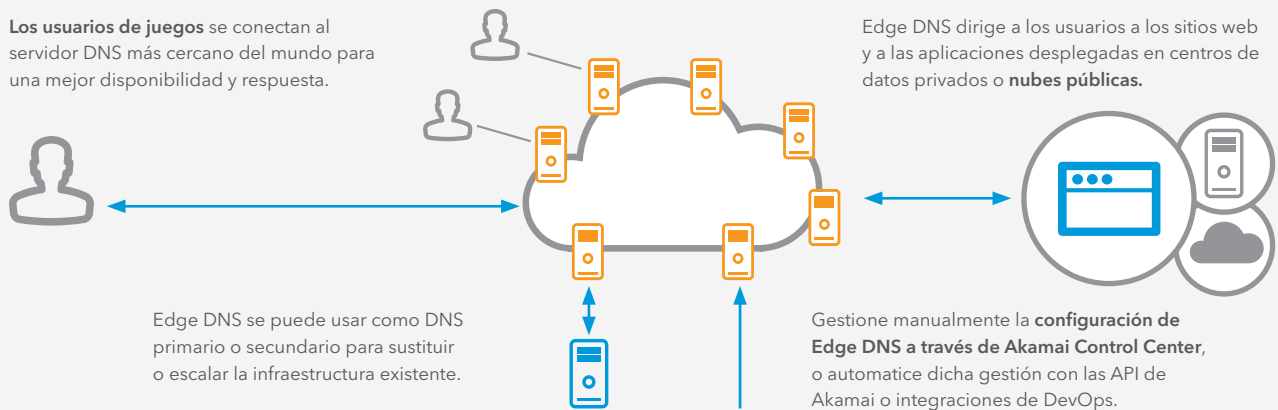 Los usuarios de juegos se conectan al
servidor DNS más cercano del mundo para
una mejor disponibilidad y respuesta.
Edge DNS dirige a los usuarios a los sitios web
y a las aplicaciones desplegadas en centros de
datos privados o nubes públicas.
Edge DNS se puede usar como DNS
primario o secundario para sustituir
o escalar la infraestructura existente.
Gestione manualmente la configuración de
Edge DNS a través de Akamai Control Center,
o automatice dicha gestión con las API de
Akamai o integraciones de DevOps.